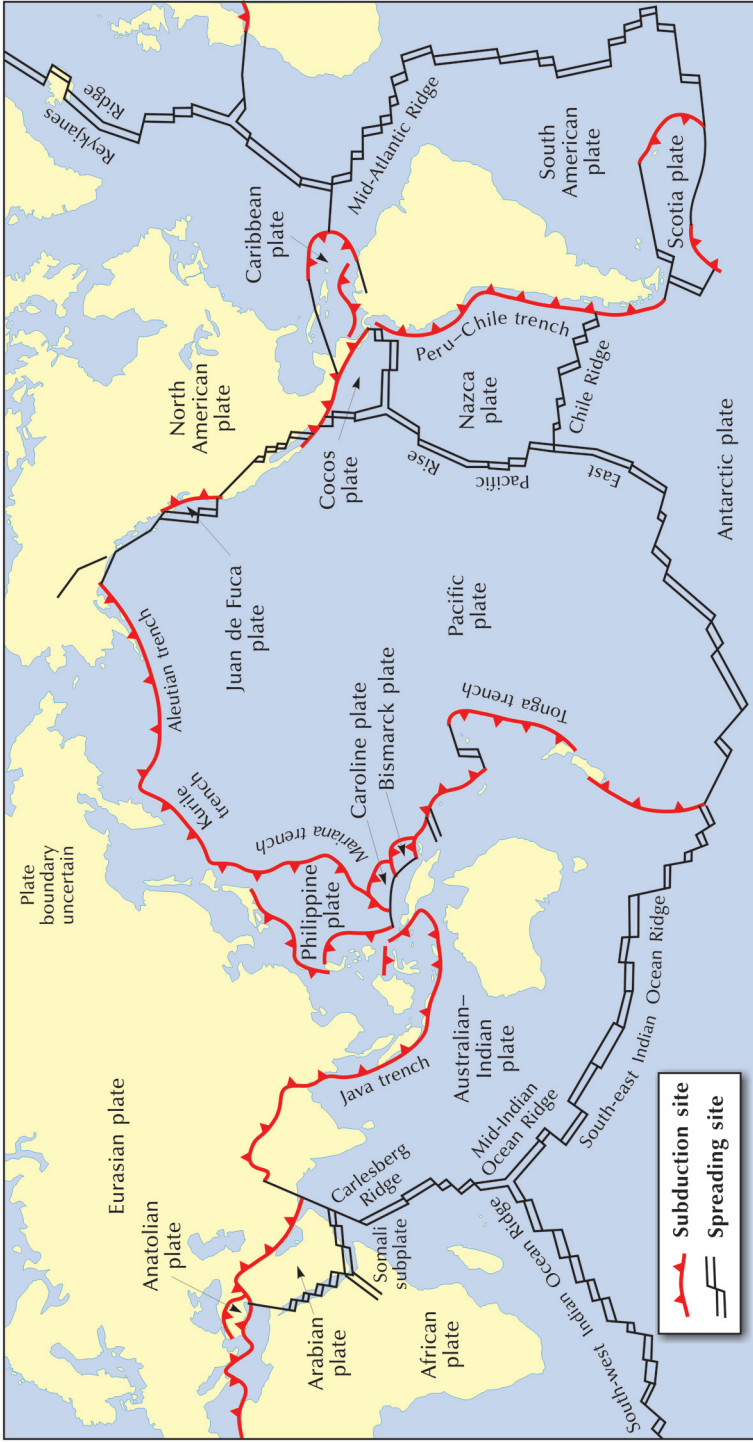 Plate
boundary
uncertain
Eurasian plate
Anatolian
plate
Arabian
plate
African
plate
Somali
subplate
Carlesberg
Ridge
Mid-Indian
Ocean Ridge
South-west Indian Ocean Ridge
South-east Indian Ocean Ridge
Java trench
Australian–
Indian
plate
Philippine
plate
Mariana trench
Kurile
trench
Aleutian trench
Caroline plate
Bismarck plate
Tonga trench
Pacific
plate
Juan de Fuca
plate
North
American
plate
Cocos
plate
Caribbean
plate
Reykjanes
Ridge
Mid-Atlantic Ridge
South
American
plate
Scotia plate
Peru–Chile trench
Nazca
plate
Chile Ridge
East
Pacific
Rise
Antarctic plate
Subduction site
Spreading site